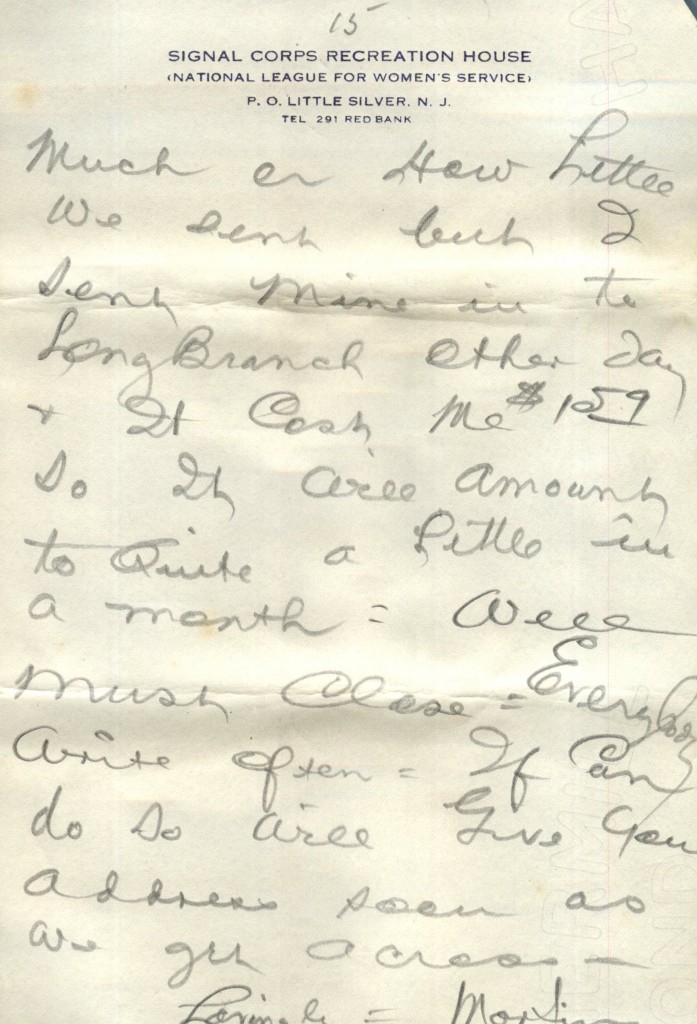 15
SIGNAL CORPS RECREATION HOUSE
(NATIONAL LEAGUE FOR WOMEN'S SERVICE)
P. O. LITTLE SILVER, N. J.
TEL 291 RED BANK
Much or How Little
We sent but I
sent Mine in to
Long Branch other day
& It Cost Me $1 59
So It will amount
to Quite a little in
a month = Well
Must Close = Everybody
write often = If Can
do so will Give You
address soon as
we get across —
Lovingly = Mortimer